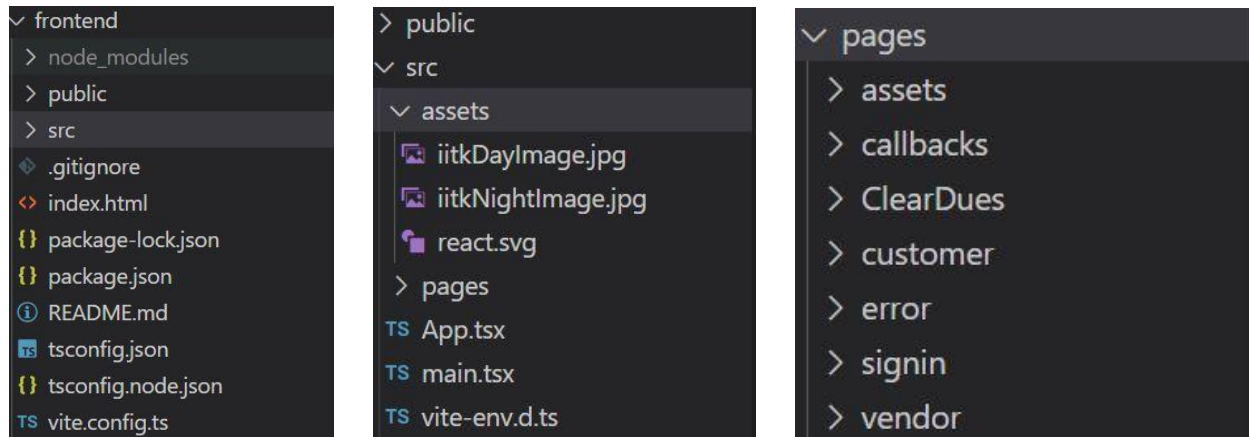 frontend
node_modules
public
src
.gitignore
index.html
package-lock.json
package.json
README.md
tsconfig.json
tsconfig.node.json
vite.config.ts
public
src
assets
iitkDayImage.jpg
iitkNightImage.jpg
react.svg
pages
App.tsx
main.tsx
vite-env.d.ts
pages
assets
callbacks
ClearDues
customer
error
signin
vendor